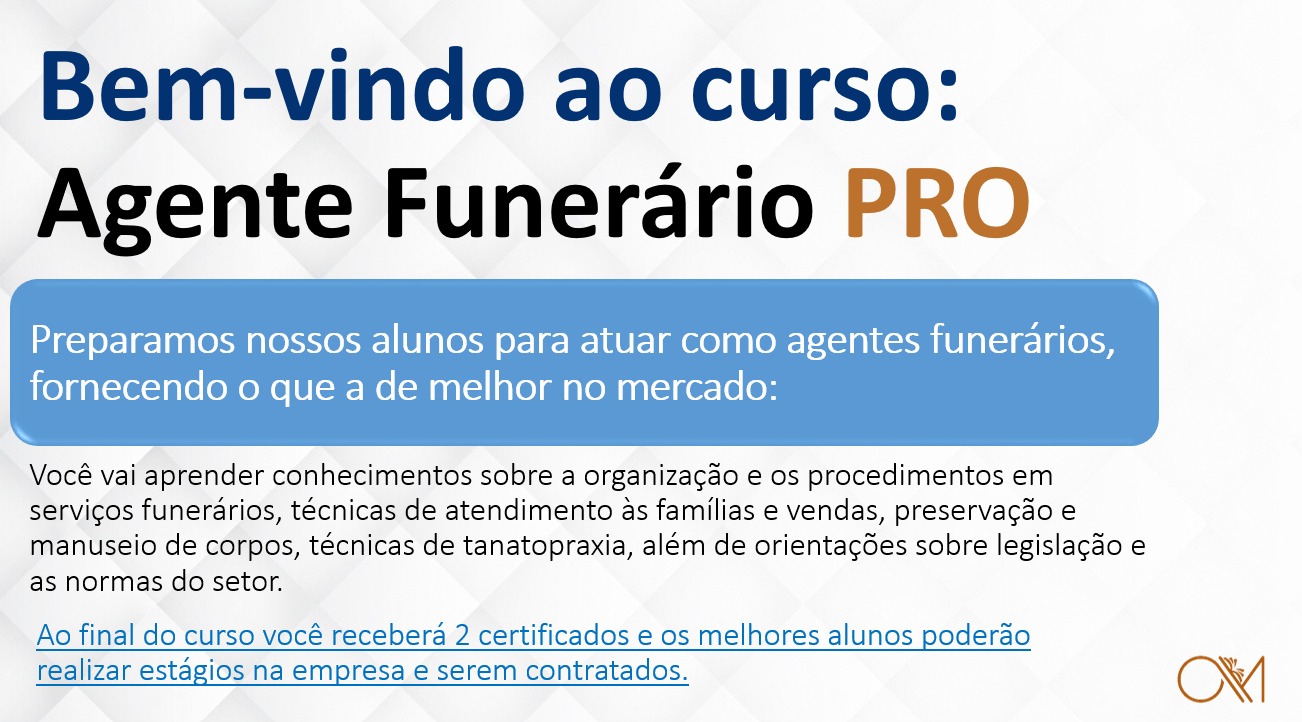 Bem-vindo ao curso:
Agente Funerário PRO
Preparamos nossos alunos para atuar como agentes funerários,
fornecendo o que a de melhor no mercado:
Você vai aprender conhecimentos sobre a organização e os procedimentos em
serviços funerários, técnicas de atendimento às famílias e vendas, preservação e
manuseio de corpos, técnicas de tanatopraxia, além de orientações sobre legislação e
as normas do setor.
Ao final do curso você receberá 2 certificados e os melhores alunos poderão
realizar estágios na empresa e serem contratados.